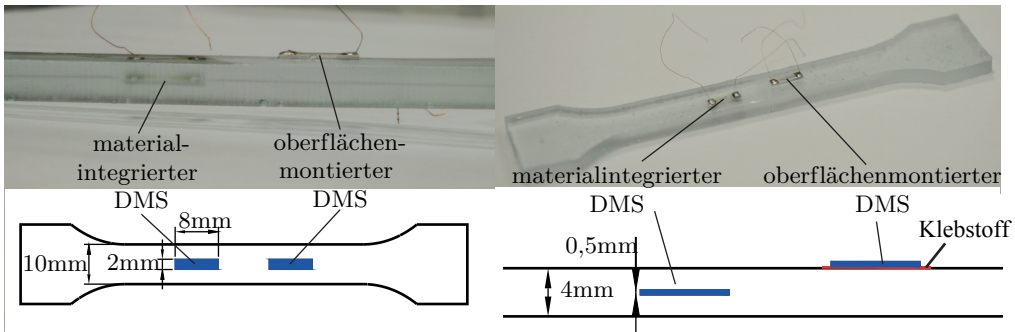 material-
integrierter
DMS
oberflächen-
montierter
DMS
8mm
10mm
2mm
materialintegrierter
DMS
oberflächenmontierter
DMS
Klebstoff
0,5mm
4mm